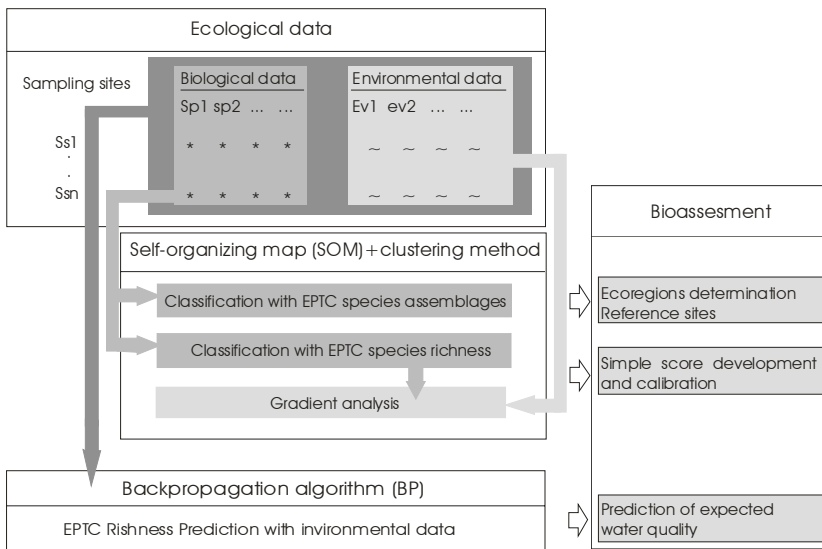 Ecological data
Sampling sites
Biological data
Environmental data
Sp1 sp2 ... ...
Ev1 ev2 ... ...
Ss1
* * * *
~ ~ ~ ~
.
.
Ssn
* * * *
~ ~ ~ ~
Self-organizing map (SOM)+clustering method
Classification with EPTC species assemblages
Classification with EPTC species richness
Gradient analysis
Bioassesment
Ecoregions determination
Reference sites
Simple score development
and calibration
Backpropagation algorithm (BP)
EPTC Rishness Prediction with invironmental data
Prediction of expected
water quality